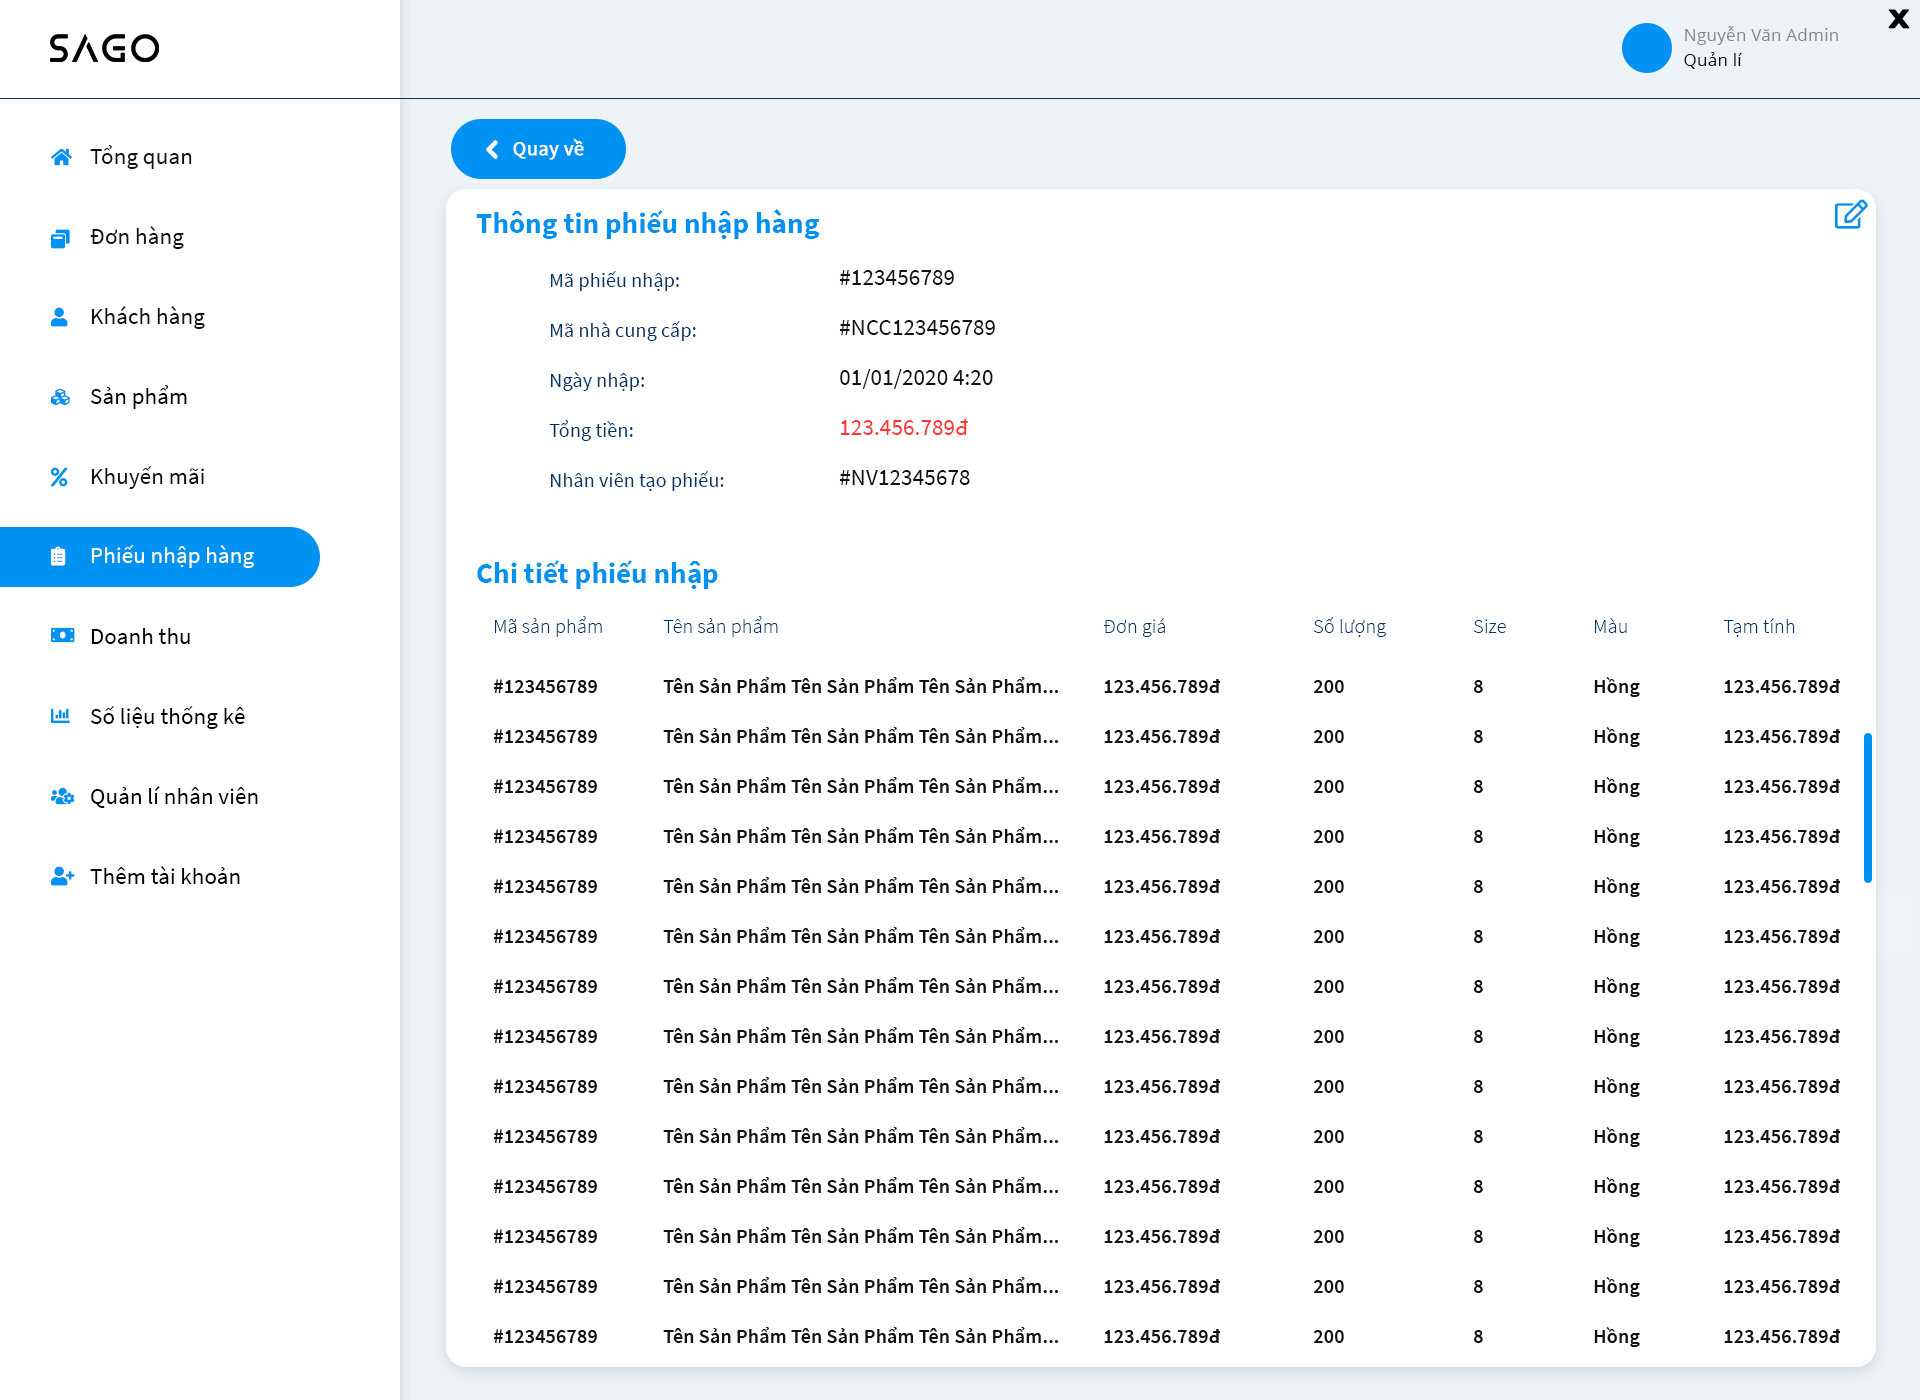 SAGO
Nguyễn Văn Admin
Quản lí
X
Tổng quan
Đơn hàng
Khách hàng
Sản phẩm
Khuyến mãi
Phiếu nhập hàng
Doanh thu
Số liệu thống kê
Quản lí nhân viên
Thêm tài khoản
Quay về
Thông tin phiếu nhập hàng
Mã phiếu nhập: #123456789
Mã nhà cung cấp: #NCC123456789
Ngày nhập: 01/01/2020 4:20
Tổng tiền: 123.456.789đ
Nhân viên tạo phiếu: #NV12345678
Chi tiết phiếu nhập
Mã sản phẩm Tên sản phẩm Đơn giá Số lượng Size Màu Tạm tính
#123456789 Tên Sản Phẩm Tên Sản Phẩm Tên Sản Phẩm... 123.456.789đ 200 8 Hồng 123.456.789đ
#123456789 Tên Sản Phẩm Tên Sản Phẩm Tên Sản Phẩm... 123.456.789đ 200 8 Hồng 123.456.789đ
#123456789 Tên Sản Phẩm Tên Sản Phẩm Tên Sản Phẩm... 123.456.789đ 200 8 Hồng 123.456.789đ
#123456789 Tên Sản Phẩm Tên Sản Phẩm Tên Sản Phẩm... 123.456.789đ 200 8 Hồng 123.456.789đ
#123456789 Tên Sản Phẩm Tên Sản Phẩm Tên Sản Phẩm... 123.456.789đ 200 8 Hồng 123.456.789đ
#123456789 Tên Sản Phẩm Tên Sản Phẩm Tên Sản Phẩm... 123.456.789đ 200 8 Hồng 123.456.789đ
#123456789 Tên Sản Phẩm Tên Sản Phẩm Tên Sản Phẩm... 123.456.789đ 200 8 Hồng 123.456.789đ
#123456789 Tên Sản Phẩm Tên Sản Phẩm Tên Sản Phẩm... 123.456.789đ 200 8 Hồng 123.456.789đ
#123456789 Tên Sản Phẩm Tên Sản Phẩm Tên Sản Phẩm... 123.456.789đ 200 8 Hồng 123.456.789đ
#123456789 Tên Sản Phẩm Tên Sản Phẩm Tên Sản Phẩm... 123.456.789đ 200 8 Hồng 123.456.789đ
#123456789 Tên Sản Phẩm Tên Sản Phẩm Tên Sản Phẩm... 123.456.789đ 200 8 Hồng 123.456.789đ
#123456789 Tên Sản Phẩm Tên Sản Phẩm Tên Sản Phẩm... 123.456.789đ 200 8 Hồng 123.456.789đ
#123456789 Tên Sản Phẩm Tên Sản Phẩm Tên Sản Phẩm... 123.456.789đ 200 8 Hồng 123.456.789đ
#123456789 Tên Sản Phẩm Tên Sản Phẩm Tên Sản Phẩm... 123.456.789đ 200 8 Hồng 123.456.789đ